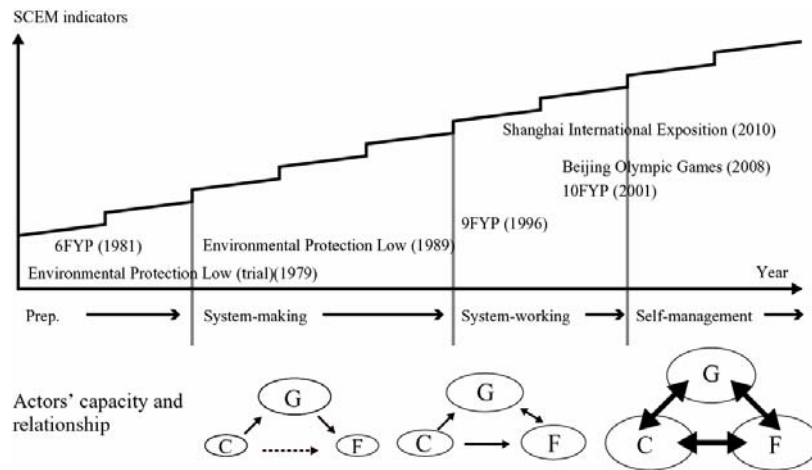 SCEM indicators
Shanghai International Exposition (2010)
Beijing Olympic Games (2008)
10FYP (2001)
9FYP (1996)
6FYP (1981)
Environmental Protection Low (1989)
Environmental Protection Low (trial)(1979)
Year
Prep.
System-making
System-working
Self-management
Actors' capacity and
relationship
G
C
F
G
C
F
G
C
F